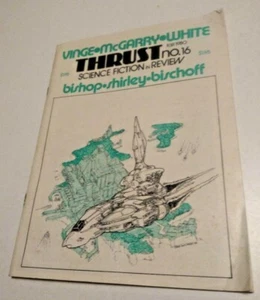 VINGE•McGARRY•WHITE
THRUST NO.16
SCIENCE FICTION in REVIEW
bishop•shirley•bischoff